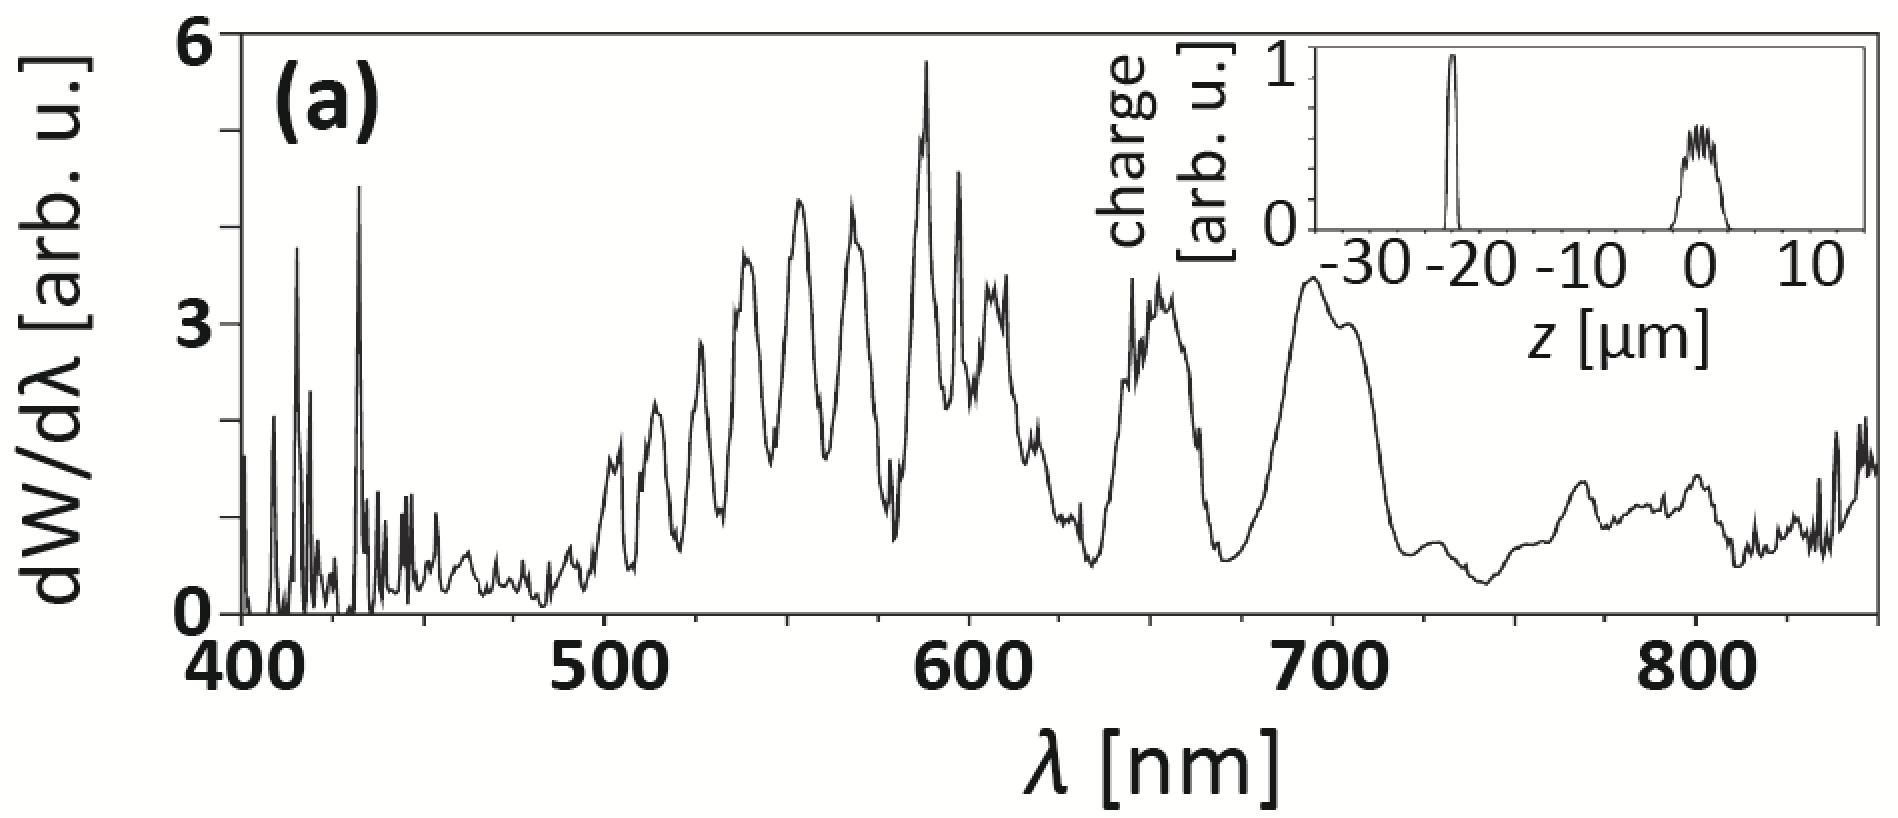 (a)
dW/dλ [arb. u.]
6
3
0
400 500 600 700 800
λ [nm]
charge
[arb. u.]
1
0
-30 -20 -10 0 10
z [μm]